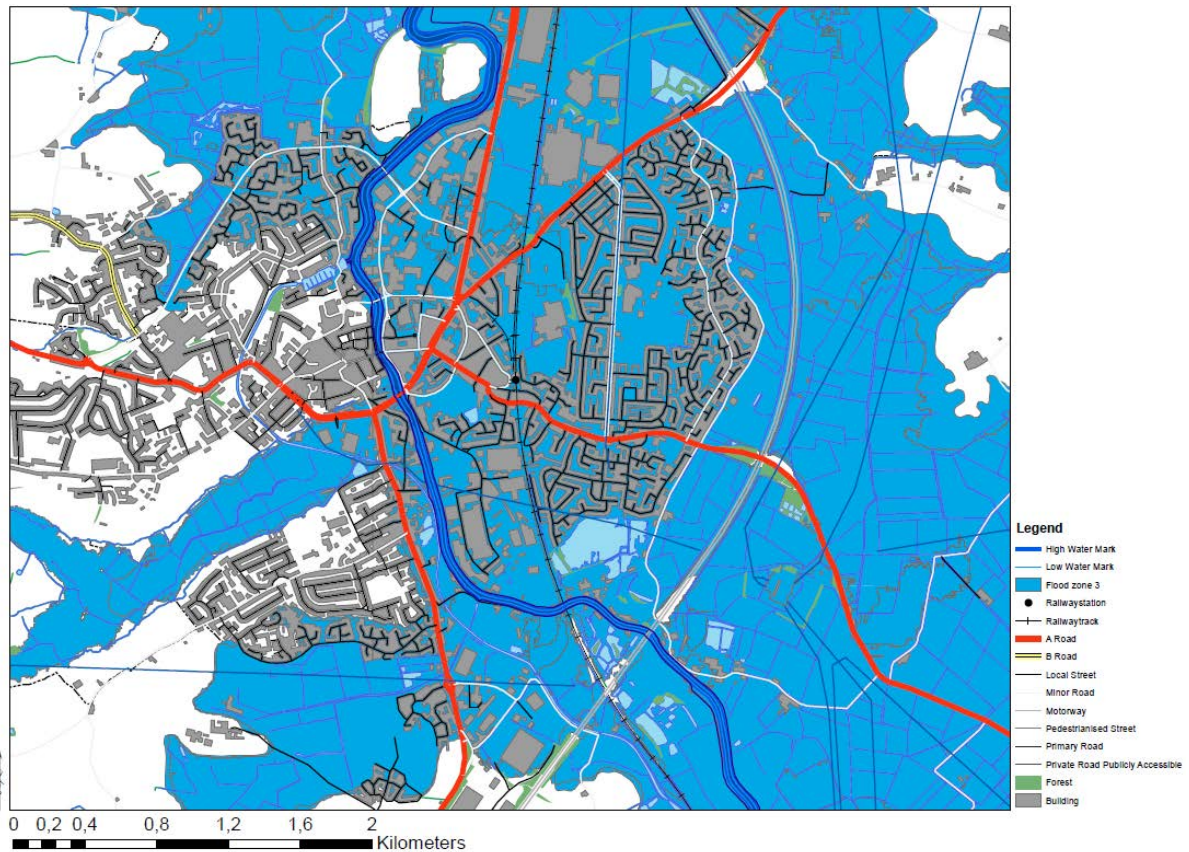 Legend
High Water Mark
Low Water Mark
Flood zone 3
Railwaystation
Railwaytrack
A Road
B Road
Local Street
Minor Road
Motorway
Pedestrianised Street
Primary Road
Private Road Publicly Accessible
Forest
Building
0 0,2 0,4 0,8 1,2 1,6 2
Kilometers